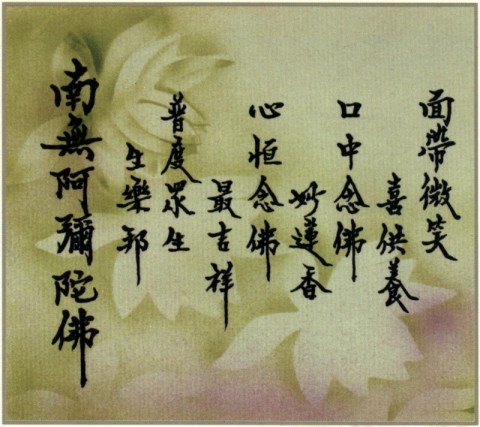 面帶微笑
喜供養
口中念佛
妙蓮香
心恒念佛
最吉祥
普度眾生
生樂邦
南無阿彌陀佛